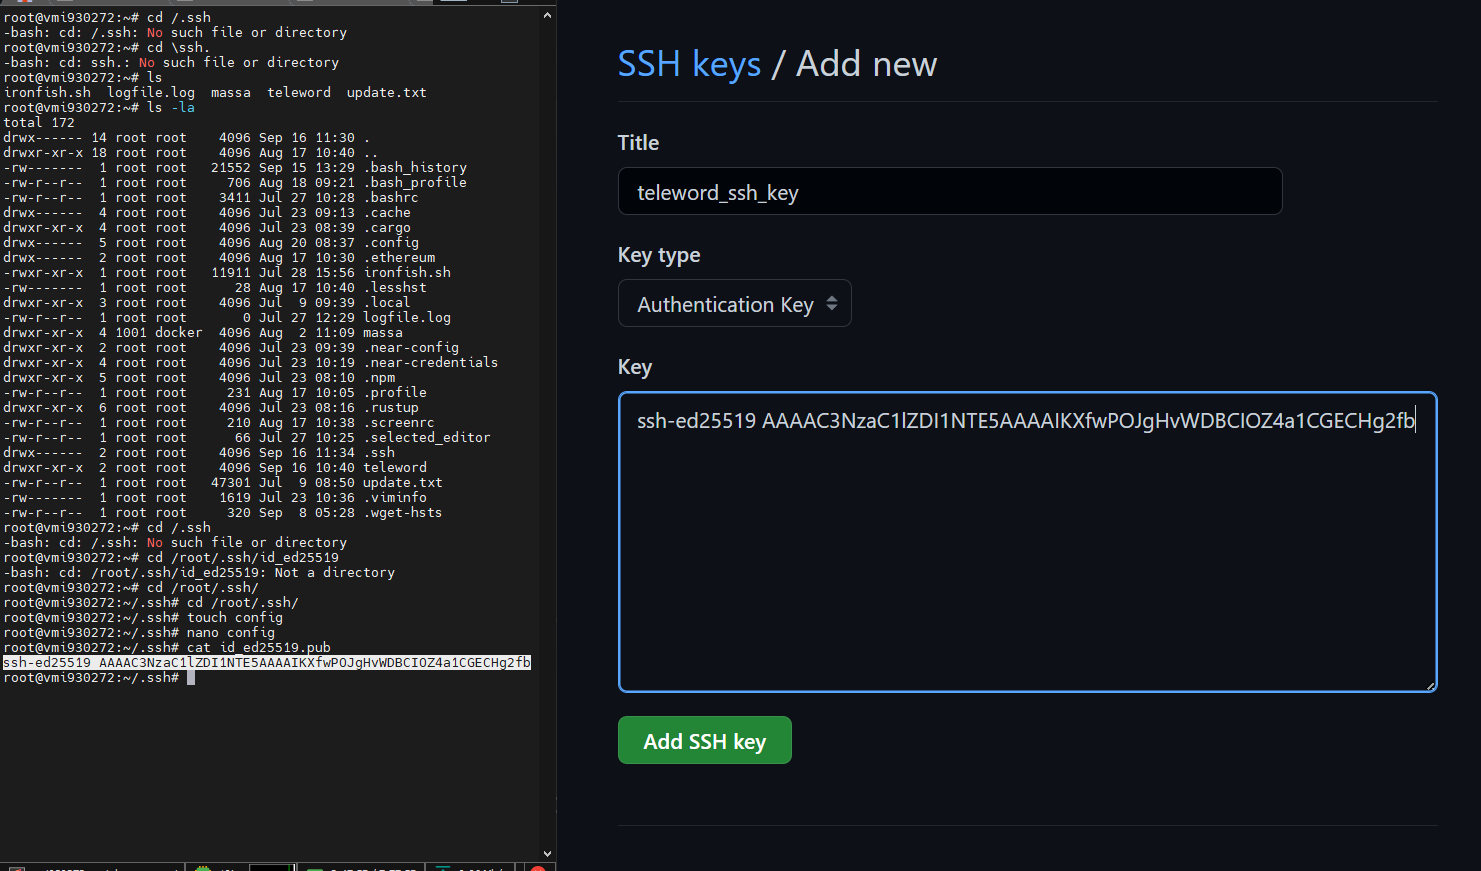 root@vmi930272:~# cd /.ssh
-bash: cd: /.ssh: No such file or directory
root@vmi930272:~# cd \ssh.
-bash: cd: ssh.: No such file or directory
root@vmi930272:~# ls
ironfish.sh  logfile.log  massa  teleword  update.txt
root@vmi930272:~# ls -la
total 172
drwx------ 14 root root    4096 Sep 16 11:30 .
drwxr-xr-x 18 root root    4096 Aug 17 10:40 ..
-rw-------  1 root root   21552 Sep 15 13:29 .bash_history
-rw-r--r--  1 root root     706 Aug 18 09:21 .bash_profile
-rw-r--r--  1 root root    3411 Jul 27 10:28 .bashrc
drwx------  4 root root    4096 Jul 23 09:13 .cache
drwxr-xr-x  4 root root    4096 Jul 23 08:39 .cargo
drwx------  5 root root    4096 Aug 20 08:37 .config
drwx------  2 root root    4096 Aug 17 10:30 .ethereum
-rwxr-xr-x  1 root root   11911 Jul 28 15:56 ironfish.sh
-rw-------  1 root root      28 Aug 17 10:40 .lesshst
drwxr-xr-x  3 root root    4096 Jul  9 09:39 .local
-rw-r--r--  1 root root       0 Jul 27 12:29 logfile.log
drwxr-xr-x  4 1001 docker  4096 Aug  2 11:09 massa
drwxr-xr-x  2 root root    4096 Jul 23 09:39 .near-config
drwxr-xr-x  4 root root    4096 Jul 23 10:19 .near-credentials
drwxr-xr-x  5 root root    4096 Jul 23 08:10 .npm
-rw-r--r--  1 root root     231 Aug 17 10:05 .profile
drwxr-xr-x  6 root root    4096 Jul 23 08:16 .rustup
-rw-r--r--  1 root root     210 Aug 17 10:38 .screenrc
-rw-r--r--  1 root root      66 Jul 27 10:25 .selected_editor
drwx------  2 root root    4096 Sep 16 11:34 .ssh
drwxr-xr-x  2 root root    4096 Sep 16 10:40 teleword
-rw-r--r--  1 root root   47301 Jul  9 08:50 update.txt
-rw-------  1 root root    1619 Jul 23 10:36 .viminfo
-rw-r--r--  1 root root     320 Sep  8 05:28 .wget-hsts
root@vmi930272:~# cd /.ssh
-bash: cd: /.ssh: No such file or directory
root@vmi930272:~# cd /root/.ssh/id_ed25519
-bash: cd: /root/.ssh/id_ed25519: Not a directory
root@vmi930272:~# cd /root/.ssh/
root@vmi930272:~/.ssh# cd /root/.ssh/
root@vmi930272:~/.ssh# touch config
root@vmi930272:~/.ssh# nano config
root@vmi930272:~/.ssh# cat id_ed25519.pub
ssh-ed25519 AAAAC3NzaC1lZDI1NTE5AAAAIKXfwPOJgHvWDBCIOZ4a1CGECHg2fb
root@vmi930272:~/.ssh#
SSH keys / Add new
Title
teleword_ssh_key
Key type
Authentication Key
Key
ssh-ed25519 AAAAC3NzaC1lZDI1NTE5AAAAIKXfwPOJgHvWDBCIOZ4a1CGECHg2fb
Add SSH key